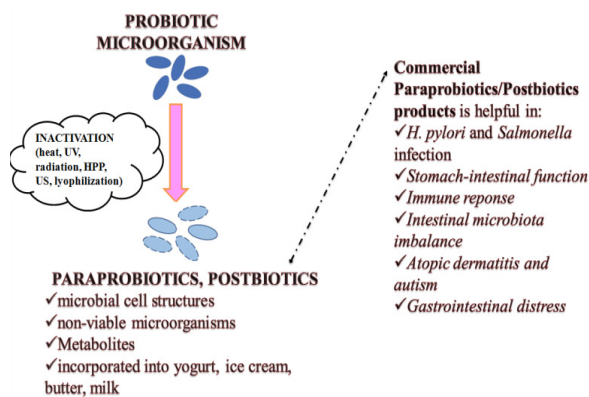 PROBIOTIC
MICROORGANISM
INACTIVATION
(heat, UV,
radiation, HPP,
US, lyophilization)
PARAPROBIOTICS, POSTBIOTICS
✓microbial cell structures
✓non-viable microorganisms
✓Metabolites
✓incorporated into yogurt, ice cream,
butter, milk
Commercial
Paraprobiotics/Postbiotics
products is helpful in:
✓H. pylori and Salmonella
infection
✓Stomach-intestinal function
✓Immune reponse
✓Intestinal microbiota
imbalance
✓Atopic dermatitis and
autism
✓Gastrointestinal distress